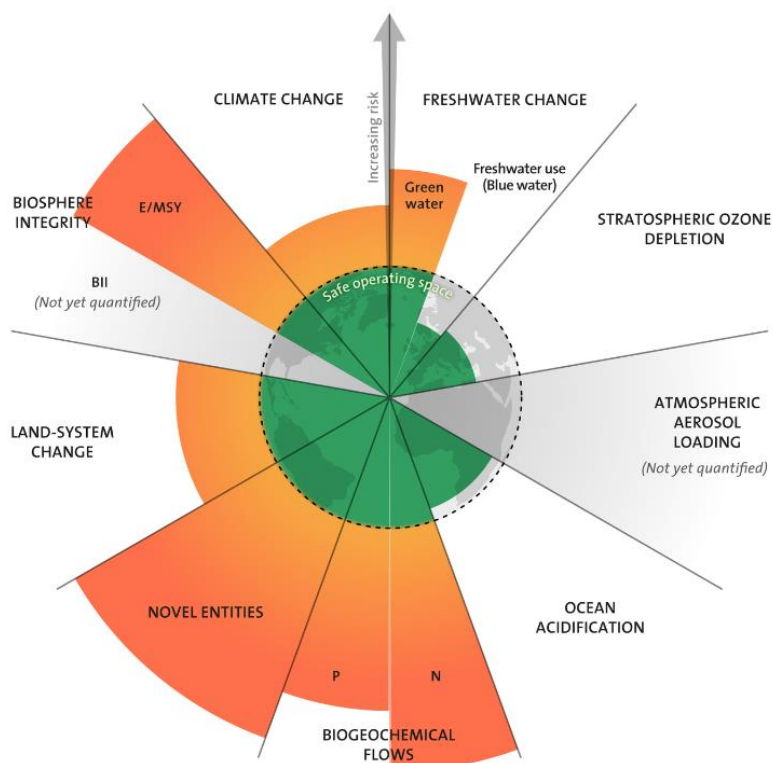 CLIMATE CHANGE
Increasing risk
FRESHWATER CHANGE
Green
water
Freshwater use
(Blue water)
STRATOSPHERIC OZONE
DEPLETION
BIOSPHERE
INTEGRITY
E/MSY
BII
(Not yet quantified)
Safe operating space
LAND-SYSTEM
CHANGE
ATMOSPHERIC
AEROSOL
LOADING
(Not yet quantified)
NOVEL ENTITIES
OCEAN
ACIDIFICATION
P
N
BIOGEOCHEMICAL
FLOWS